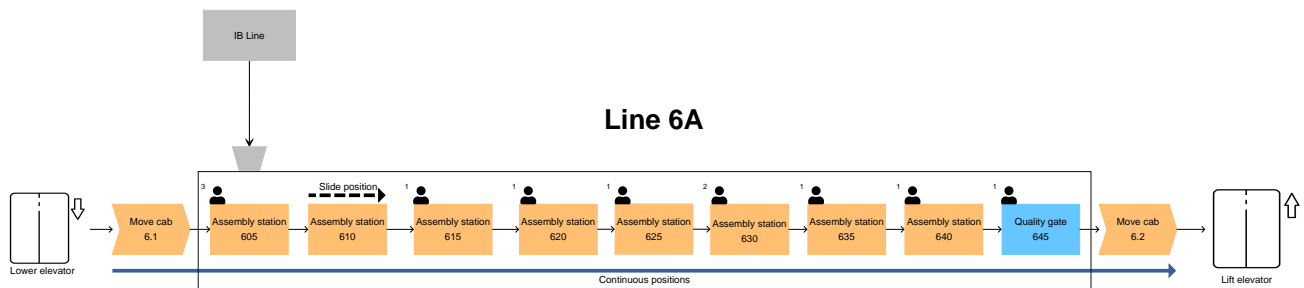 IB Line
Line 6A
3
Slide position
1
1
1
2
1
1
1
Move cab
6.1
Assembly station
605
Assembly station
610
Assembly station
615
Assembly station
620
Assembly station
625
Assembly station
630
Assembly station
635
Assembly station
640
Quality gate
645
Move cab
6.2
Lower elevator
Continuous positions
Lift elevator